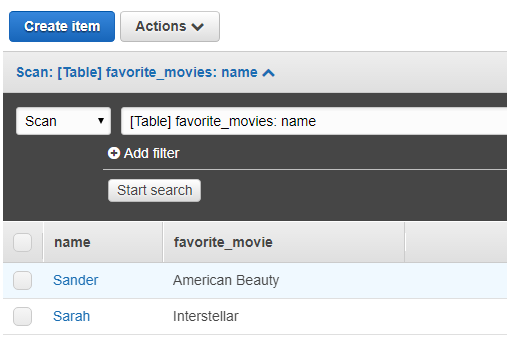 Create item Actions
Scan: [Table] favorite_movies: name
Scan [Table] favorite_movies: name
Add filter
Start search
name favorite_movie
Sander American Beauty
Sarah Interstellar